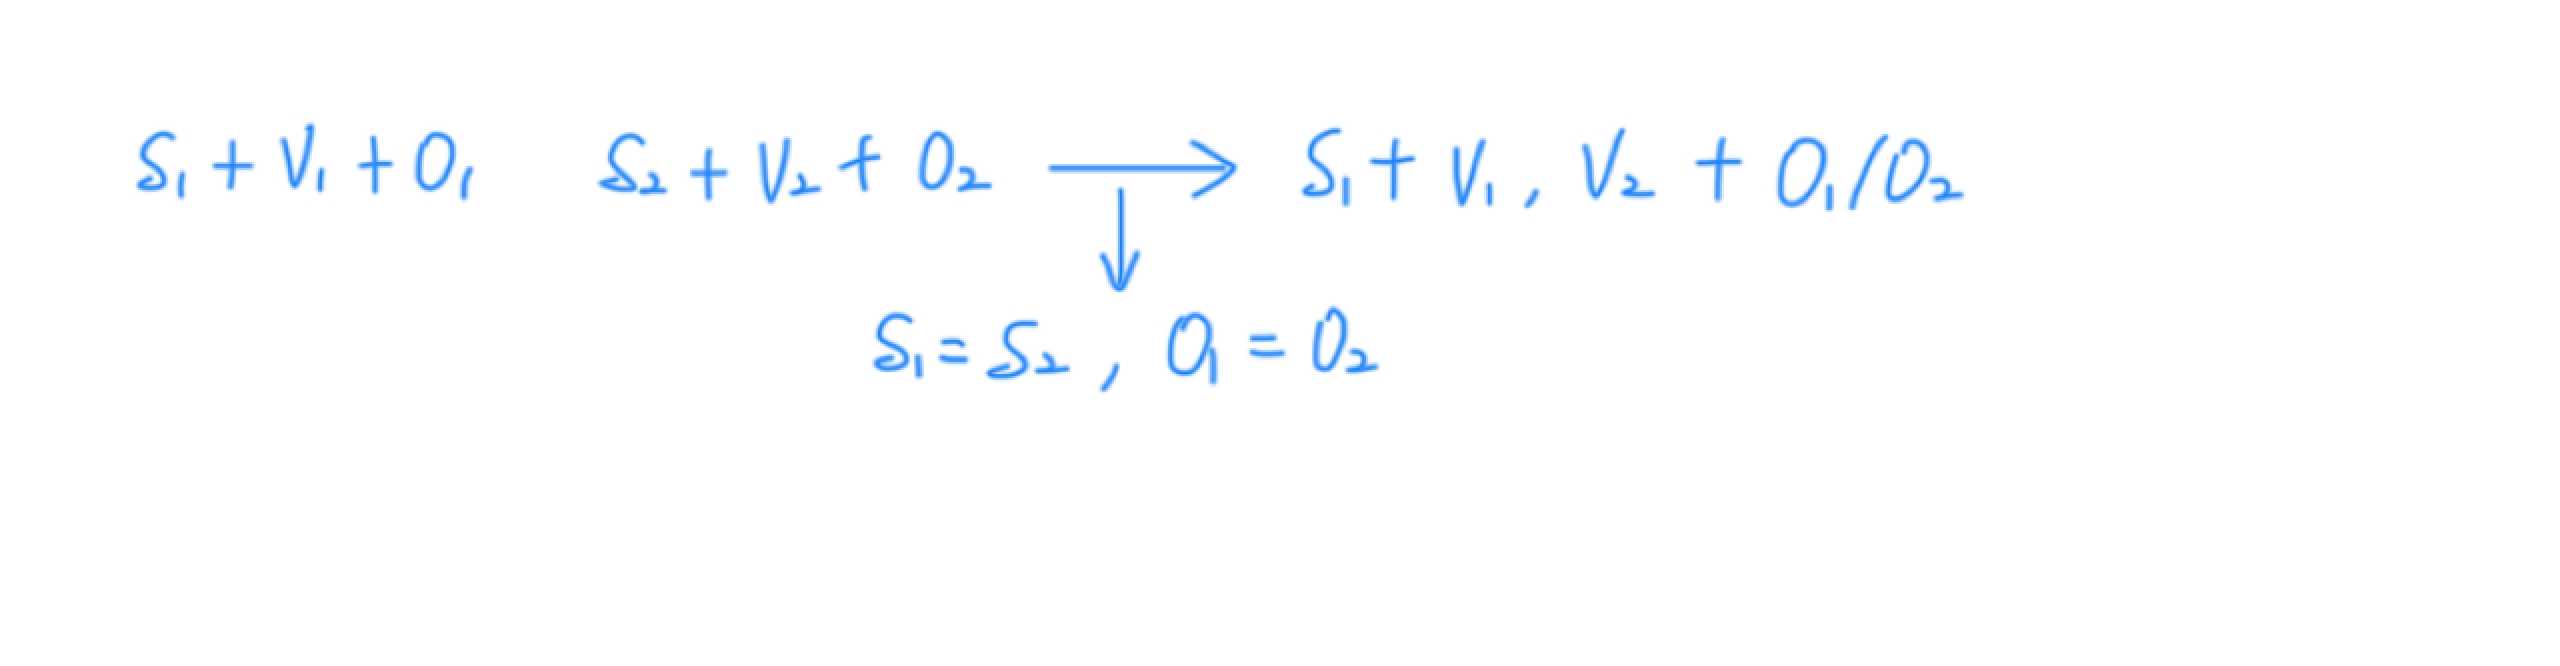 S₁ + V₁ + O₁  S₂ + V₂ + O₂ → S₁ + V₁, V₂ + O₁/O₂
↓
S₁ = S₂, O₁ = O₂